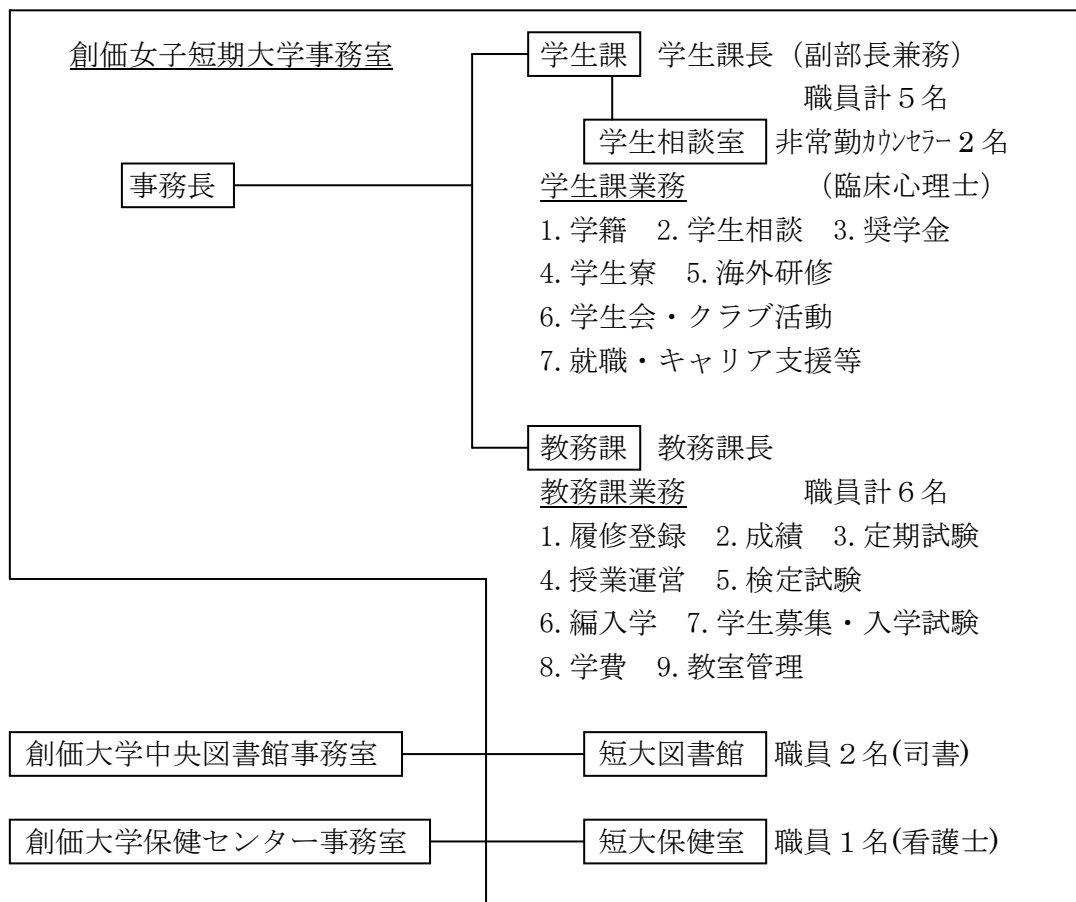 創価女子短期大学事務室
学生課 学生課長（副部長兼務）
職員計５名
学生相談室 非常勤ｶｳﾝｾﾗｰ２名
事務長
学生課業務 （臨床心理士）
1.学籍 2.学生相談 3.奨学金
4.学生寮 5.海外研修
6.学生会・クラブ活動
7.就職・キャリア支援等
教務課 教務課長
教務課業務 職員計６名
1.履修登録 2.成績 3.定期試験
4.授業運営 5.検定試験
6.編入学 7.学生募集・入学試験
8.学費 9.教室管理
創価大学中央図書館事務室 短大図書館 職員２名(司書)
創価大学保健センター事務室 短大保健室 職員１名(看護士)